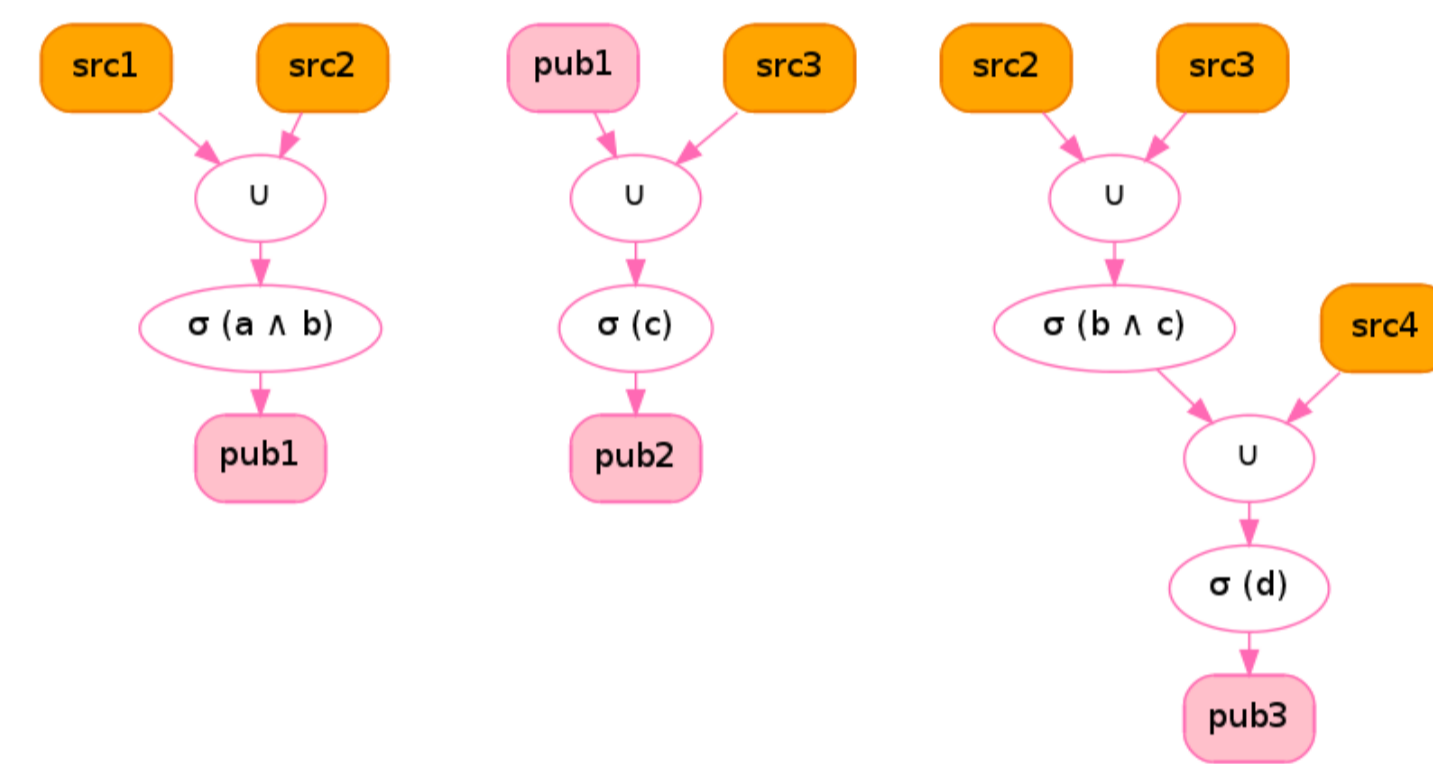 src1 src2 pub1 src3 src2 src3
∪ ∪ ∪
σ (a ∧ b) σ (c) σ (b ∧ c) src4
pub1 pub2 ∪
σ (d)
pub3